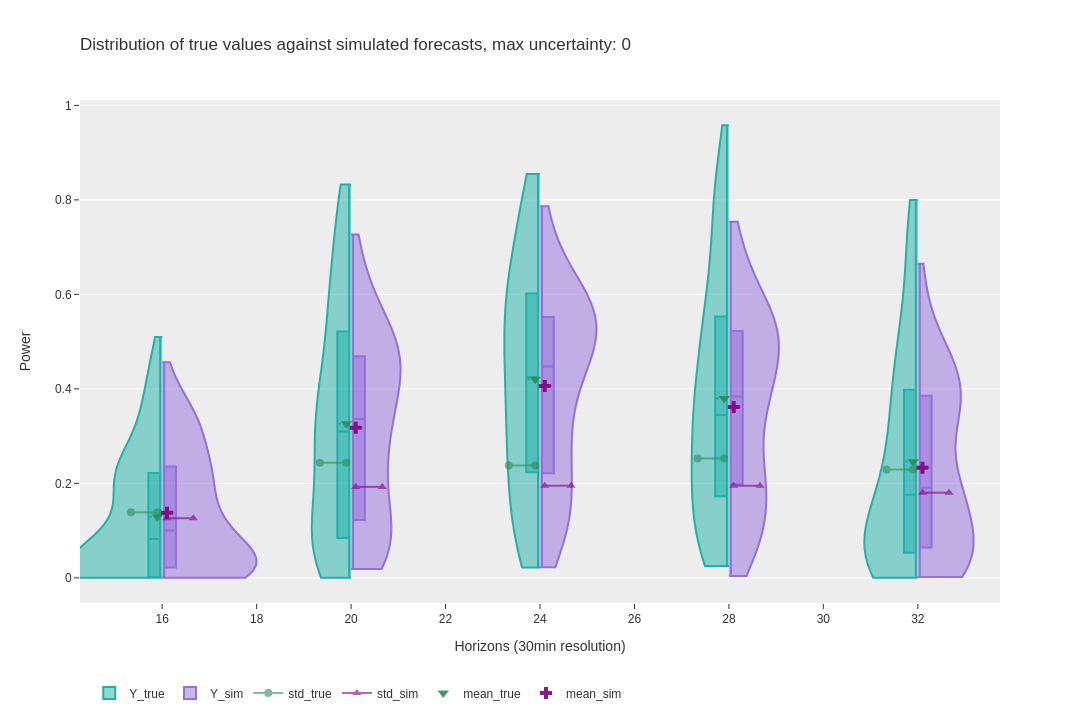 Distribution of true values against simulated forecasts, max uncertainty: 0
1
0.8
0.6
0.4
0.2
0
Power
16 18 20 22 24 26 28 30 32
Horizons (30min resolution)
Y_true Y_sim std_true std_sim mean_true mean_sim